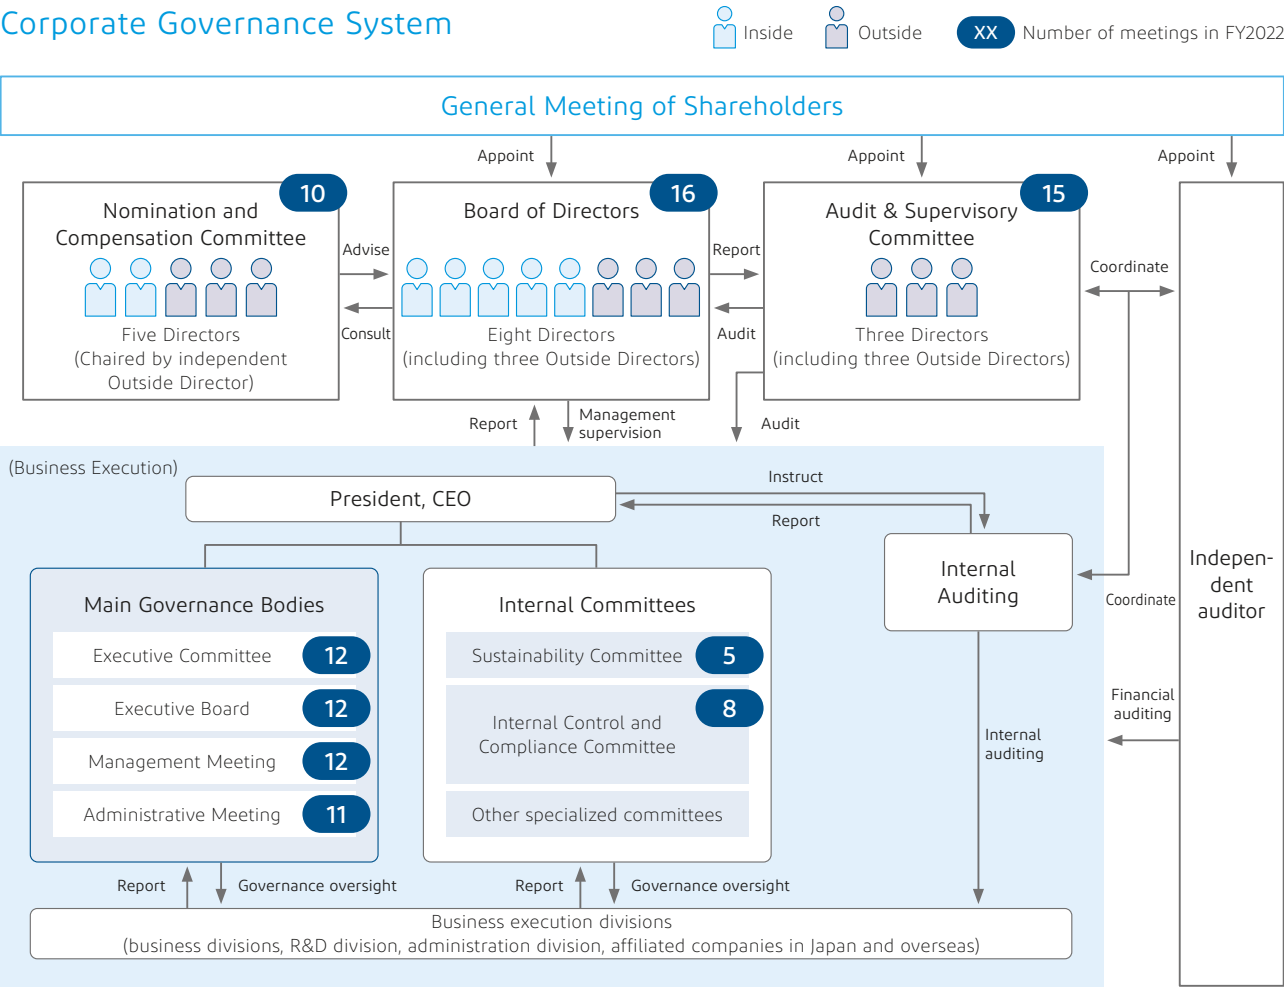 Corporate Governance System
Inside
Outside
XX
Number of meetings in FY2022
General Meeting of Shareholders
Appoint
Appoint
Appoint
10
Nomination and
Compensation Committee
Five Directors
(Chaired by independent
Outside Director)
Advise
Consult
16
Board of Directors
Eight Directors
(including three Outside Directors)
Report
Audit
15
Audit & Supervisory
Committee
Three Directors
(including three Outside Directors)
Coordinate
Report
Management
supervision
Audit
(Business Execution)
President, CEO
Instruct
Report
Internal
Auditing
Coordinate
Indepen-
dent
auditor
Main Governance Bodies
Executive Committee
12
Executive Board
12
Management Meeting
12
Administrative Meeting
11
Internal Committees
Sustainability Committee
5
Internal Control and
Compliance Committee
8
Other specialized committees
Internal
auditing
Financial
auditing
Report
Governance oversight
Report
Governance oversight
Business execution divisions
(business divisions, R&D division, administration division, affiliated companies in Japan and overseas)